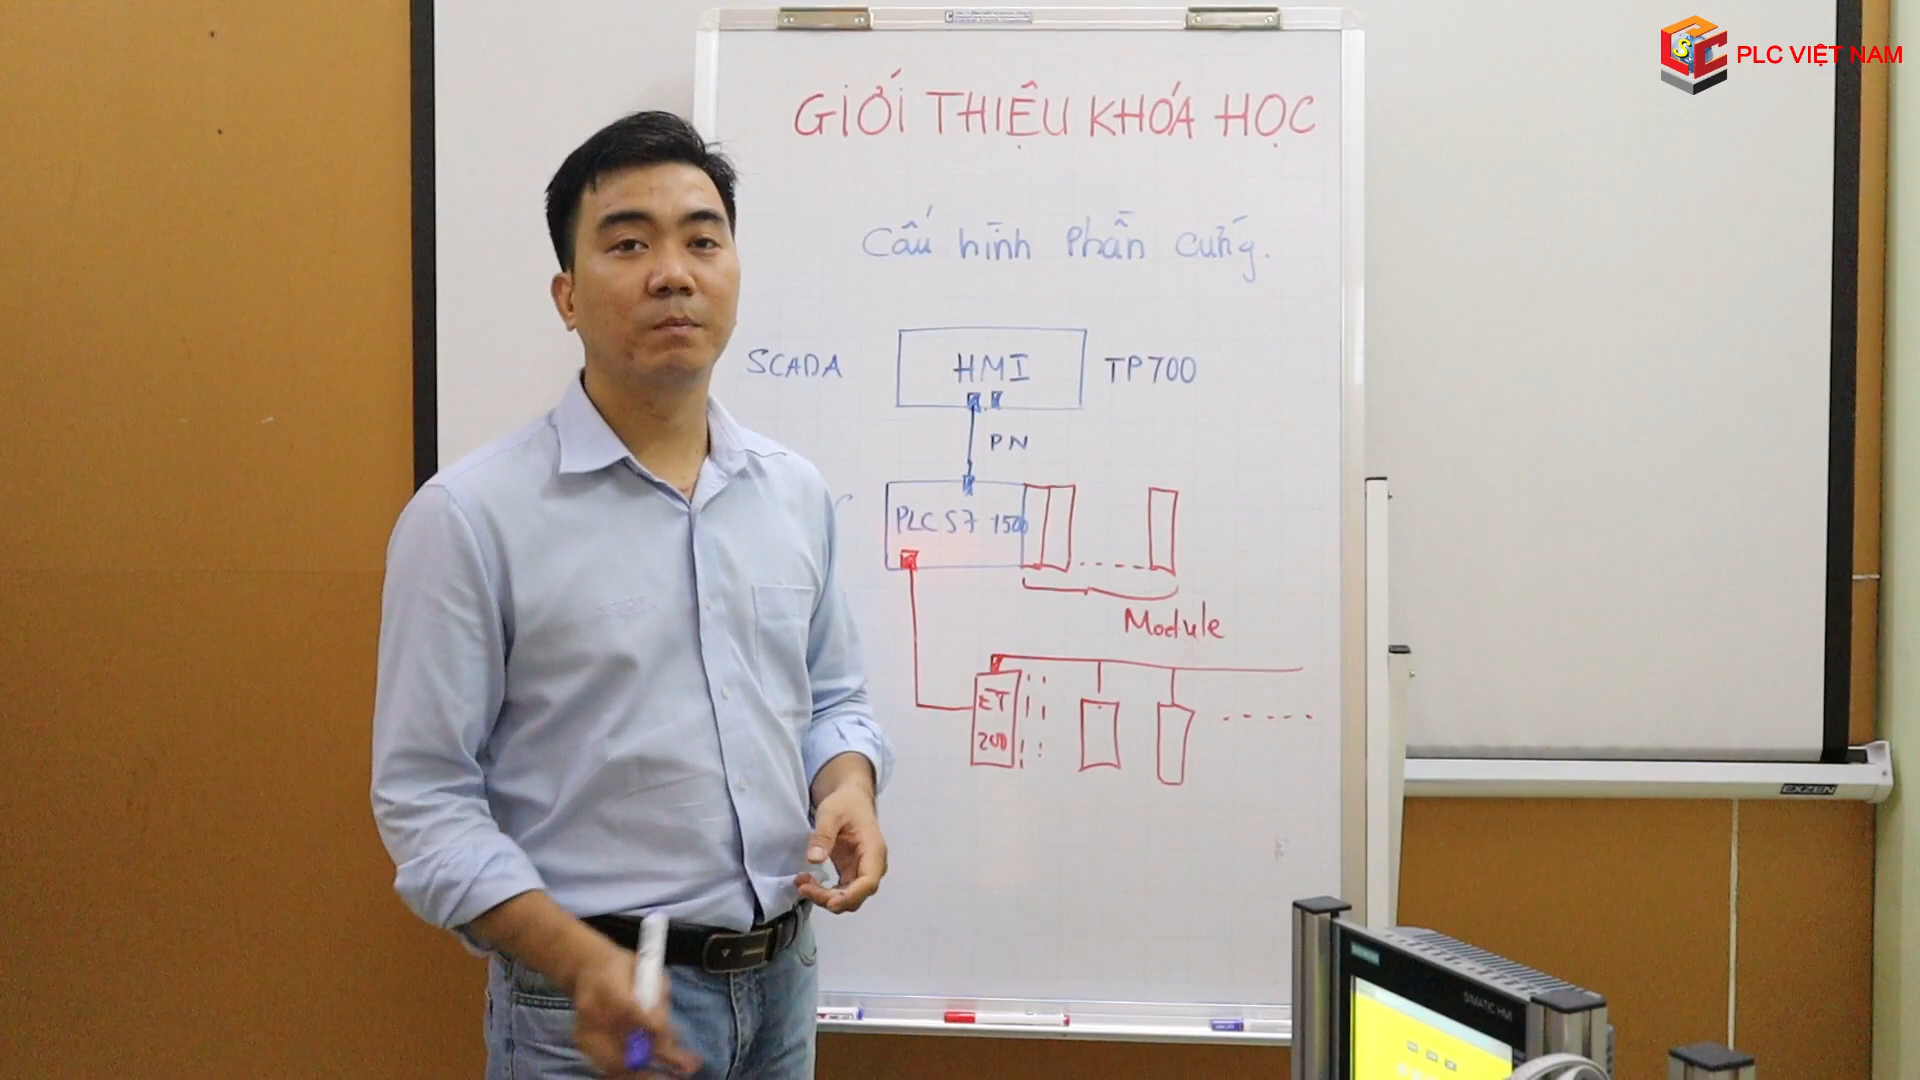 PLC VIỆT NAM
GIỚI THIỆU KHÓA HỌC
Cấu hình Phần cứng.
SCADA
HMI
TP700
PN
PLC S7 1500
Module
ET
200
EXZEN
SIMATIC HMI